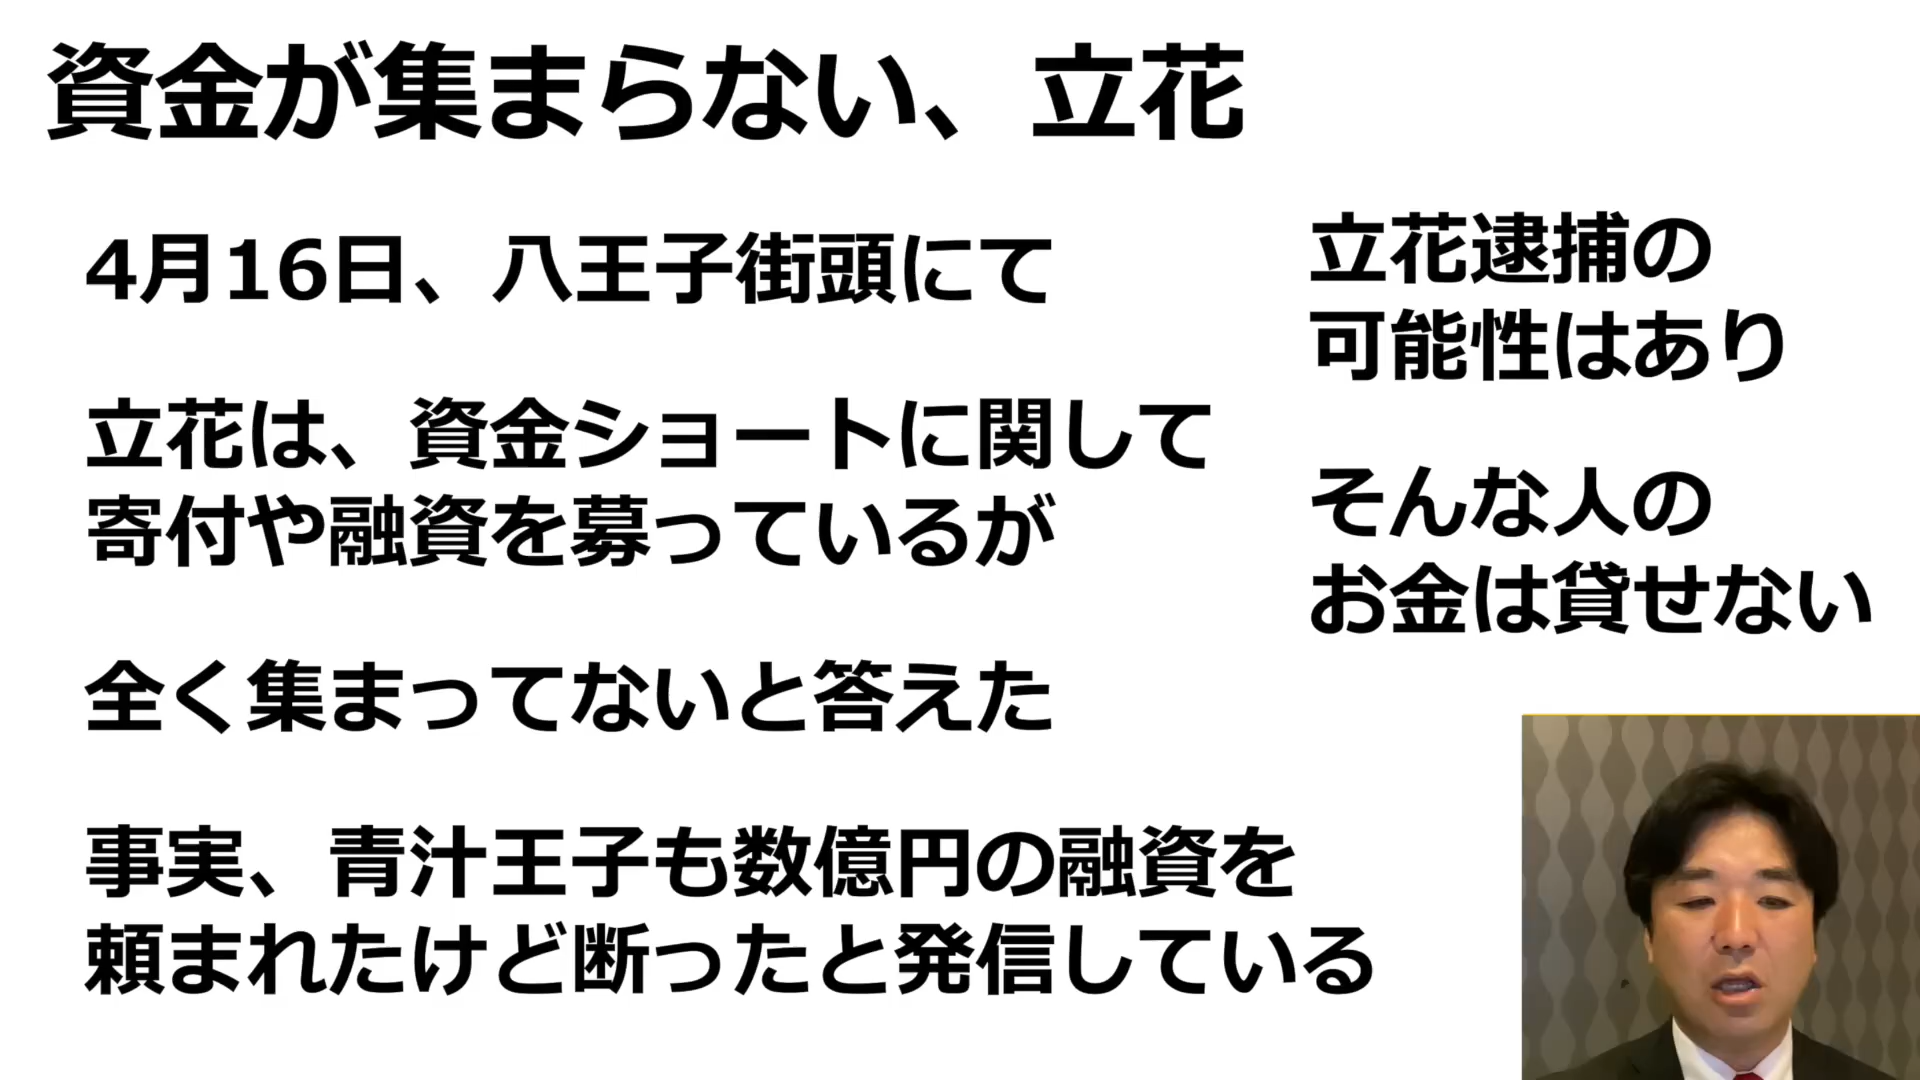 資金が集まらない、立花
4月16日、八王子街頭にて
立花は、資金ショートに関して
寄付や融資を募っているが
全く集まってないと答えた
事実、青汁王子も数億円の融資を
頼まれたけど断ったと発信している
立花逮捕の
可能性はあり
そんな人の
お金は貸せない